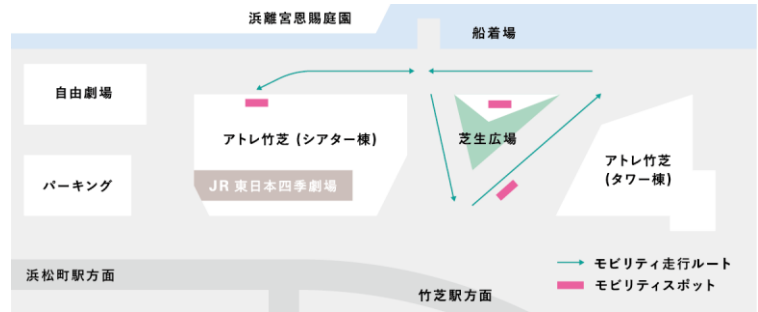 浜離宮恩賜庭園
船着場
自由劇場
アトレ竹芝 (シアター棟)
芝生広場
アトレ竹芝
(タワー棟)
パーキング
JR 東日本四季劇場
浜松町駅方面
竹芝駅方面
モビリティ走行ルート
モビリティスポット